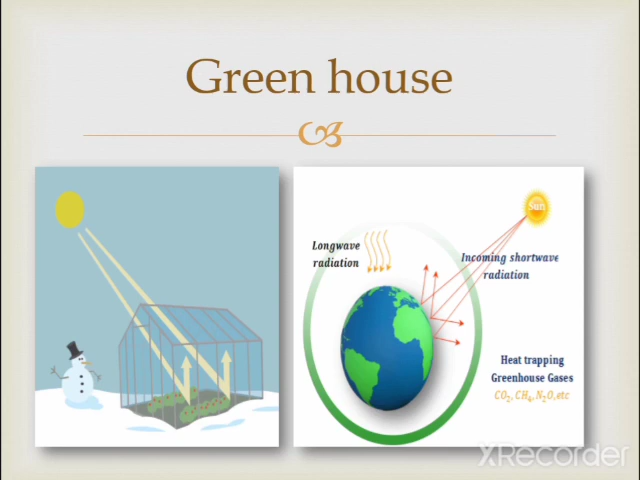 Green house
Sun
Longwave
radiation
Incoming shortwave
radiation
Heat trapping
Greenhouse Gases
CO₂, CH₄, N₂O, etc
XRecorder